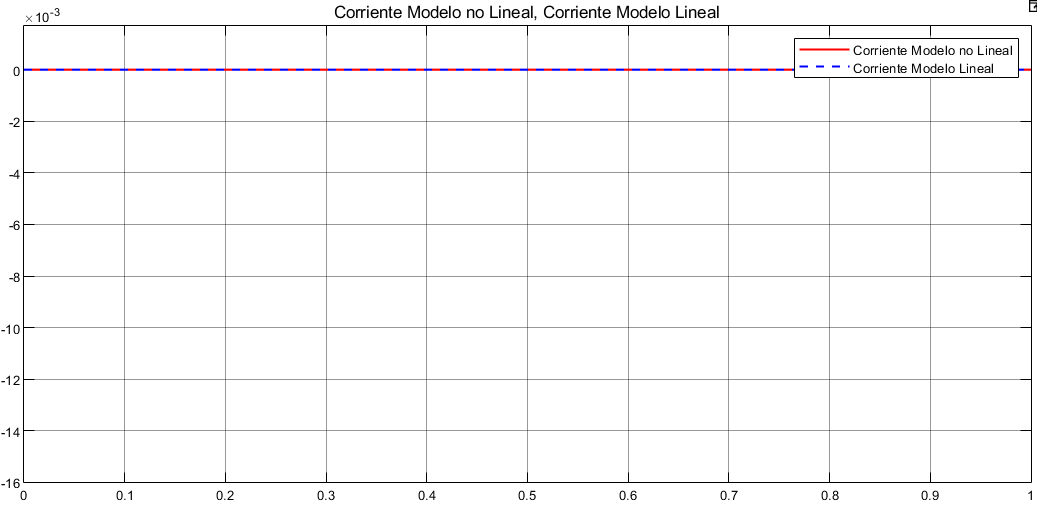 Corriente Modelo no Lineal, Corriente Modelo Lineal
×10-3
Corriente Modelo no Lineal
Corriente Modelo Lineal
0
-2
-4
-6
-8
-10
-12
-14
-16
0 0.1 0.2 0.3 0.4 0.5 0.6 0.7 0.8 0.9 1